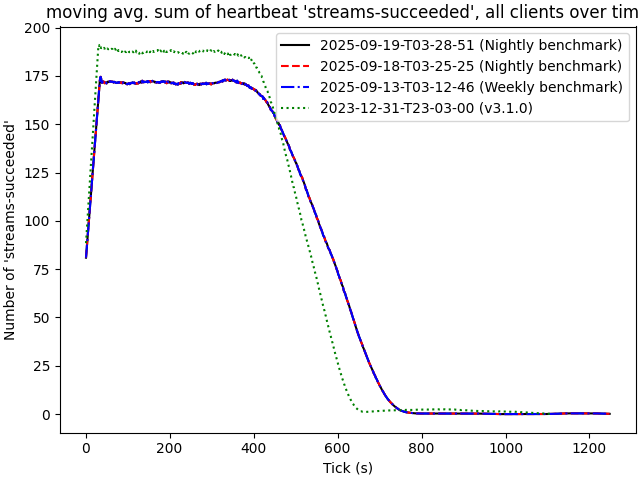 moving avg. sum of heartbeat 'streams-succeeded', all clients over tim
200
175
150
125
100
75
50
25
0
Number of 'streams-succeeded'
2025-09-19-T03-28-51 (Nightly benchmark)
2025-09-18-T03-25-25 (Nightly benchmark)
2025-09-13-T03-12-46 (Weekly benchmark)
2023-12-31-T23-03-00 (v3.1.0)
0 200 400 600 800 1000 1200
Tick (s)